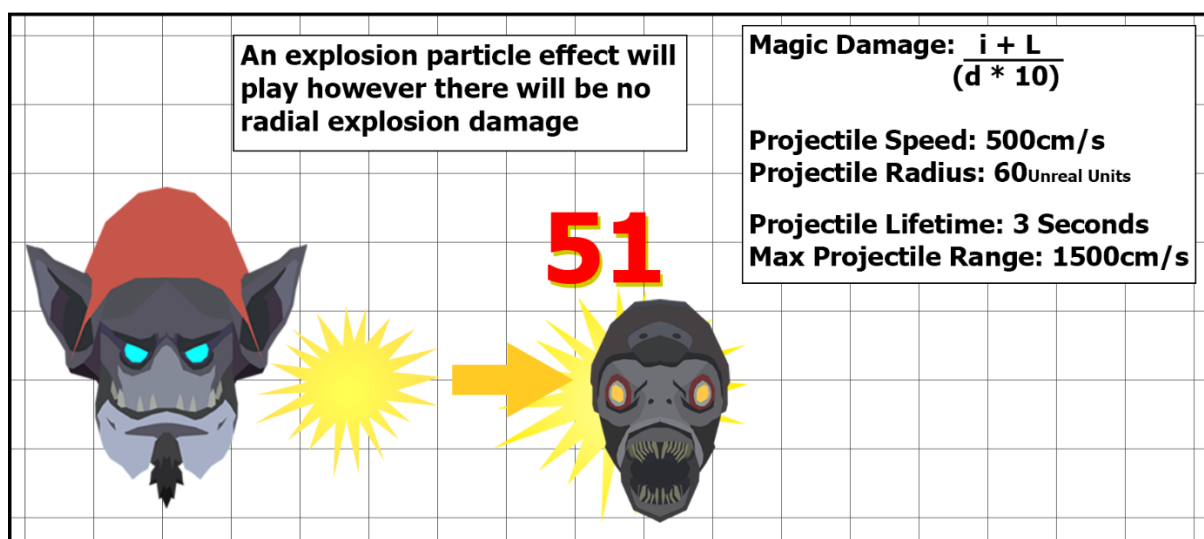 An explosion particle effect will
play however there will be no
radial explosion damage
Magic Damage: i + L
(d * 10)
Projectile Speed: 500cm/s
Projectile Radius: 60Unreal Units
Projectile Lifetime: 3 Seconds
Max Projectile Range: 1500cm/s
51